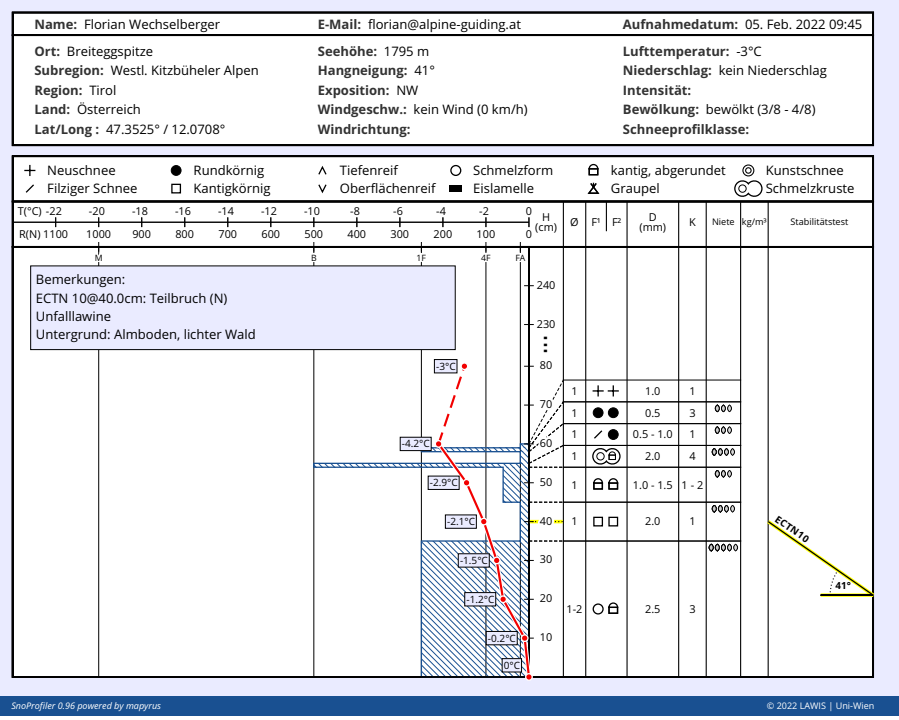 Name: Florian Wechselberger E-Mail: florian@alpine-guiding.at Aufnahmedatum: 05. Feb. 2022 09:45
Ort: Breiteggspitze Seehöhe: 1795 m Lufttemperatur: -3°C
Subregion: Westl. Kitzbüheler Alpen Hangneigung: 41° Niederschlag: kein Niederschlag
Region: Tirol Exposition: NW Intensität:
Land: Österreich Windgeschw.: kein Wind (0 km/h) Bewölkung: bewölkt (3/8 - 4/8)
Lat/Long : 47.3525° / 12.0708° Windrichtung: Schneeprofilklasse:
Neuschnee Rundkörnig Tiefenreif Schmelzform kantig, abgerundet Kunstschnee
Filziger Schnee Kantigkörnig Oberflächenreif Eislamelle Graupel Schmelzkruste
T(°C) -22 -20 -16 -14 -12 -10 -8 -6 -4 -2 0 H (cm) Ø F¹ F² D (mm) K Niete kg/m³ Stabilitätstest
R(N) 1100 1000 900 800 700 600 500 400 300 200 100 0
M B 1F 4F FA
Bemerkungen:
ECTN 10@40.0cm: Teilbruch (N)
Unfalllawine
Untergrund: Almboden, lichter Wald
240
230
-3°C 80
1 1.0 1
70
1 0.5 3
1 0.5 - 1.0 1
-4.2°C 60
1 2.0 4
-2.9°C 50 1 1.0 - 1.5 1 - 2
-2.1°C 40 1 2.0 1
ECTN10
-1.5°C 30
41°
-1.2°C 20
1-2 2.5 3
-0.2°C 10
0°C
SnoProfiler 0.96 powered by mapyrus © 2022 LAWIS | Uni-Wien